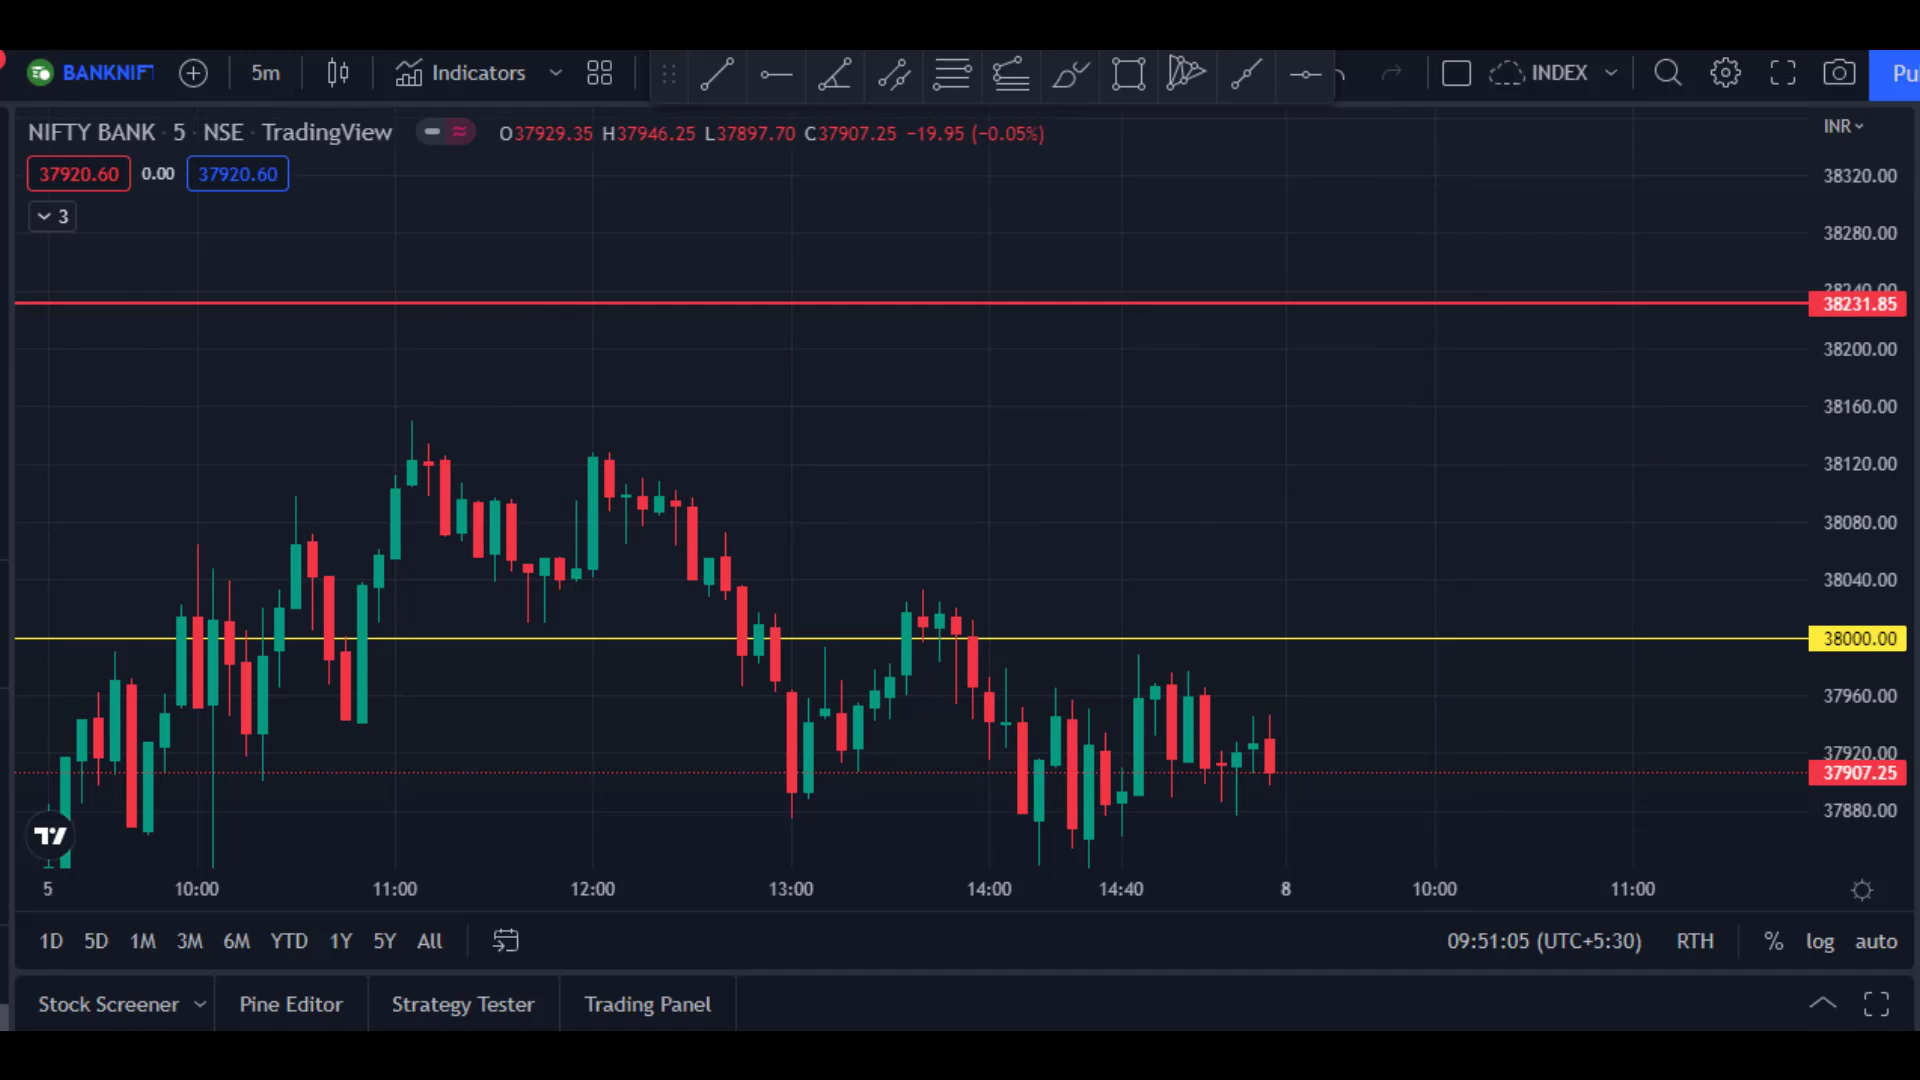 BANKNIFT 5m Indicators INDEX Pu
NIFTY BANK · 5 · NSE · TradingView O37929.35 H37946.25 L37897.70 C37907.25 −19.95 (−0.05%)
INR
37920.60 0.00 37920.60
3
38320.00
38280.00
38240.00
38231.85
38200.00
38160.00
38120.00
38080.00
38040.00
38000.00
37960.00
37920.00
37907.25
37880.00
5 10:00 11:00 12:00 13:00 14:00 14:40 8 10:00 11:00
1D 5D 1M 3M 6M YTD 1Y 5Y All 09:51:05 (UTC+5:30) RTH % log auto
Stock Screener Pine Editor Strategy Tester Trading Panel